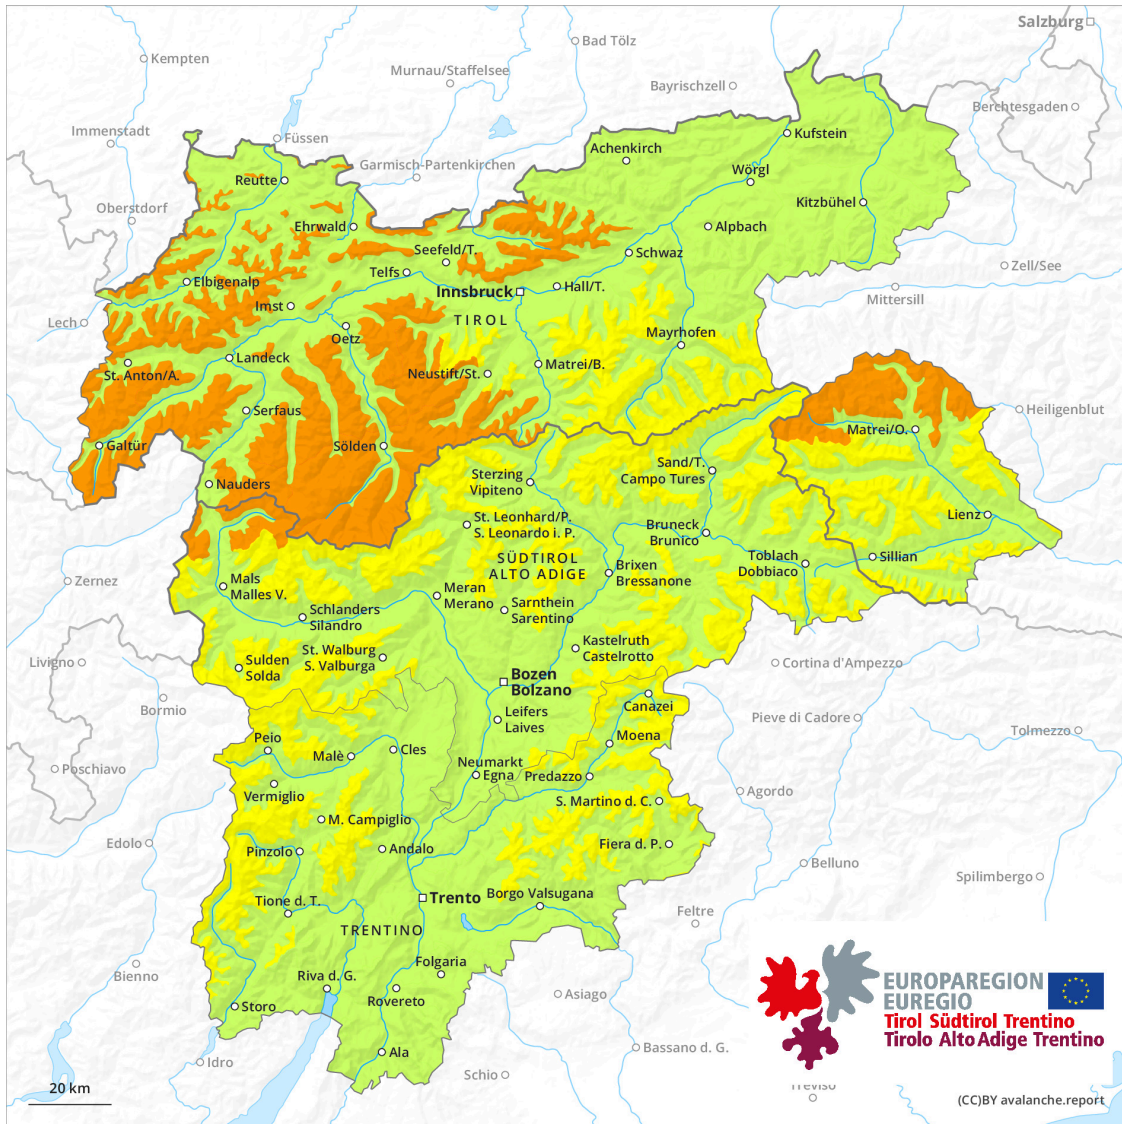 Salzburg
Bad Tölz
Kempten
Murnau/Staffelsee
Bayrischzell
Berchtesgaden
Immenstadt
Füssen
Kufstein
Achenkirch
Garmisch-Partenkirchen
Wörgl
Reutte
Oberstdorf
Kitzbühel
Ehrwald
Alpbach
Seefeld/T.
Schwaz
Zell/See
Telfs
Elbigenalp
Innsbruck
Hall/T.
Mittersill
Imst
TIROL
Lech
Oetz
Mayrhofen
Landeck
Matrei/B.
St. Anton/A.
Neustift/St.
Serfaus
Heiligenblut
Matrei/O.
Galtür
Sölden
Sand/T.
Campo Tures
Sterzing
Vipiteno
Nauders
St. Leonhard/P.
S. Leonardo i. P.
Lienz
Bruneck
Brunico
SÜDTIROL
ALTO ADIGE
Toblach
Dobbiaco
Sillian
Brixen
Bressanone
Zernez
Mals
Malles V.
Meran
Merano
Sarnthein
Sarentino
Schlanders
Silandro
Kastelruth
Castelrotto
St. Walburg
S. Valburga
Livigno
Sulden
Solda
Cortina d'Ampezzo
Bozen
Bolzano
Bormio
Canazei
Leifers
Laives
Pieve di Cadore
Tolmezzo
Moena
Peio
Cles
Malè
Neumarkt
Egna
Predazzo
Poschiavo
Vermiglio
Agordo
S. Martino d. C.
M. Campiglio
Edolo
Pinzolo
Andalo
Fiera d. P.
Belluno
Spilimbergo
Trento
Borgo Valsugana
Tione d. T.
Feltre
TRENTINO
Folgaria
Bienno
Riva d. G.
Rovereto
Asiago
Storo
EUROPAREGION
EUREGIO
Tirol Südtirol Trentino
Tirolo Alto Adige Trentino
Bassano d. G.
Ala
Idro
Schio
Treviso
20 km
(CC)BY avalanche.report